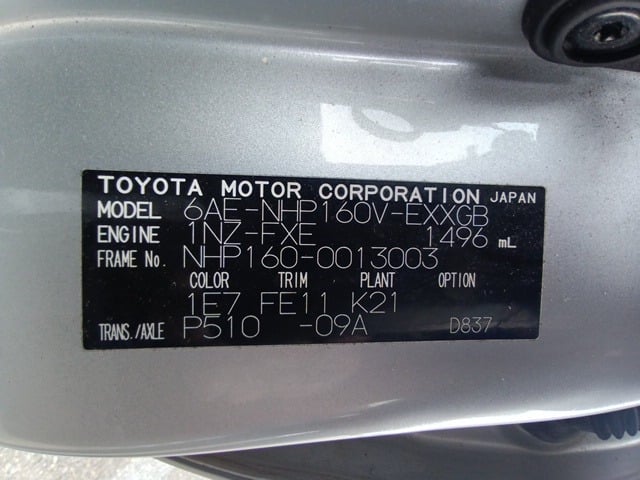 TOYOTA MOTOR CORPORATION JAPAN
MODEL 6AE-NHP160V-EXXGB
ENGINE 1NZ-FXE 1496 mL
FRAME No. NHP160-0013003
COLOR TRIM PLANT OPTION
1E7 FE11 K21
TRANS./AXLE P510 -09A D837